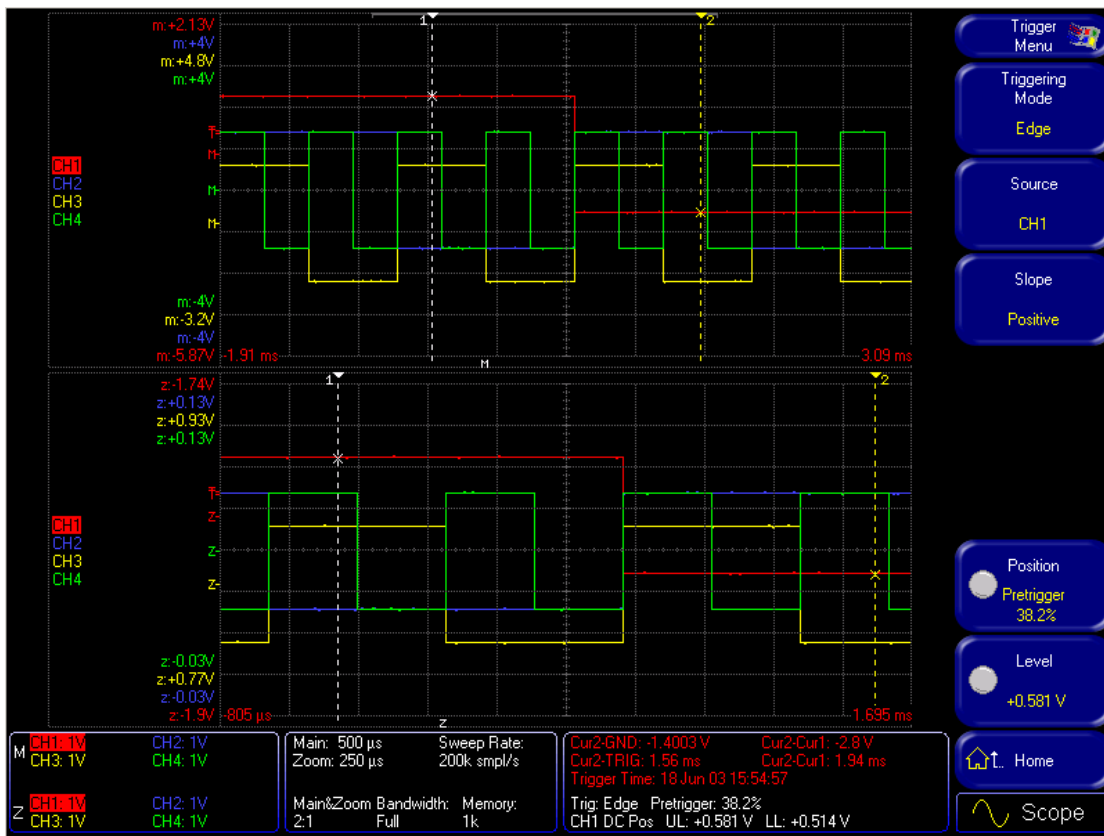 1
2
m:+2.13V
m:+4V
m:+4.8V
m:+4V
T
M
M
M
CH1
CH2
CH3
CH4
m:-4V
m:-3.2V
m:-4V
m:-5.87V
-1.91 ms
3.09 ms
M
1
2
z:-1.74V
z:+0.13V
z:+0.93V
z:+0.13V
T
Z
Z
Z
CH1
CH2
CH3
CH4
z:-0.03V
z:+0.77V
z:-0.03V
z:-1.9V
-805 µs
1.695 ms
Z
M CH1: 1V CH2: 1V
CH3: 1V CH4: 1V
Z CH1: 1V CH2: 1V
CH3: 1V CH4: 1V
Main: 500 µs Sweep Rate:
Zoom: 250 µs 200k smpl/s
Main&Zoom Bandwidth: Memory:
2:1 Full 1k
Cur2-GND: -1.4003 V Cur2-Cur1: -2.8 V
Cur2-TRIG: 1.56 ms Cur2-Cur1: 1.94 ms
Trigger Time: 18 Jun 03 15:54:57
Trig: Edge Pretrigger: 38.2%
CH1 DC Pos UL: +0.581 V LL: +0.514 V
Trigger
Menu
Triggering
Mode
Edge
Source
CH1
Slope
Positive
Position
Pretrigger
38.2%
Level
+0.581 V
Home
Scope